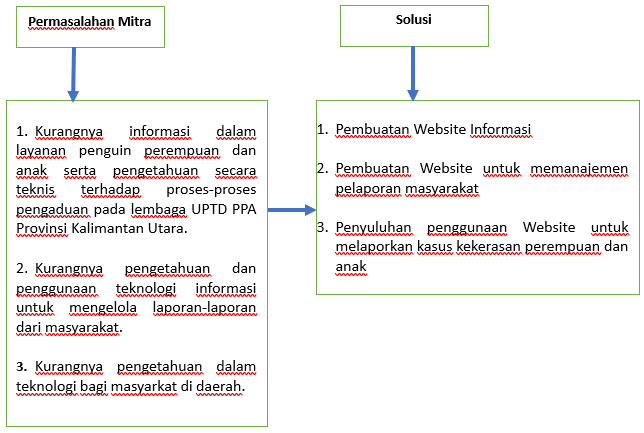 Permasalahan Mitra
1. Kurangnya informasi dalam
layanan penguin perempuan dan
anak serta pengetahuan secara
teknis terhadap proses-proses
pengaduan pada lembaga UPTD PPA
Provinsi Kalimantan Utara.
2. Kurangnya pengetahuan dan
penggunaan teknologi informasi
untuk mengelola laporan-laporan
dari masyarakat.
3. Kurangnya pengetahuan dalam
teknologi bagi masyarkat di daerah.
Solusi
1. Pembuatan Website Informasi
2. Pembuatan Website untuk memanajemen
pelaporan masyarakat
3. Penyuluhan penggunaan Website untuk
melaporkan kasus kekerasan perempuan dan
anak